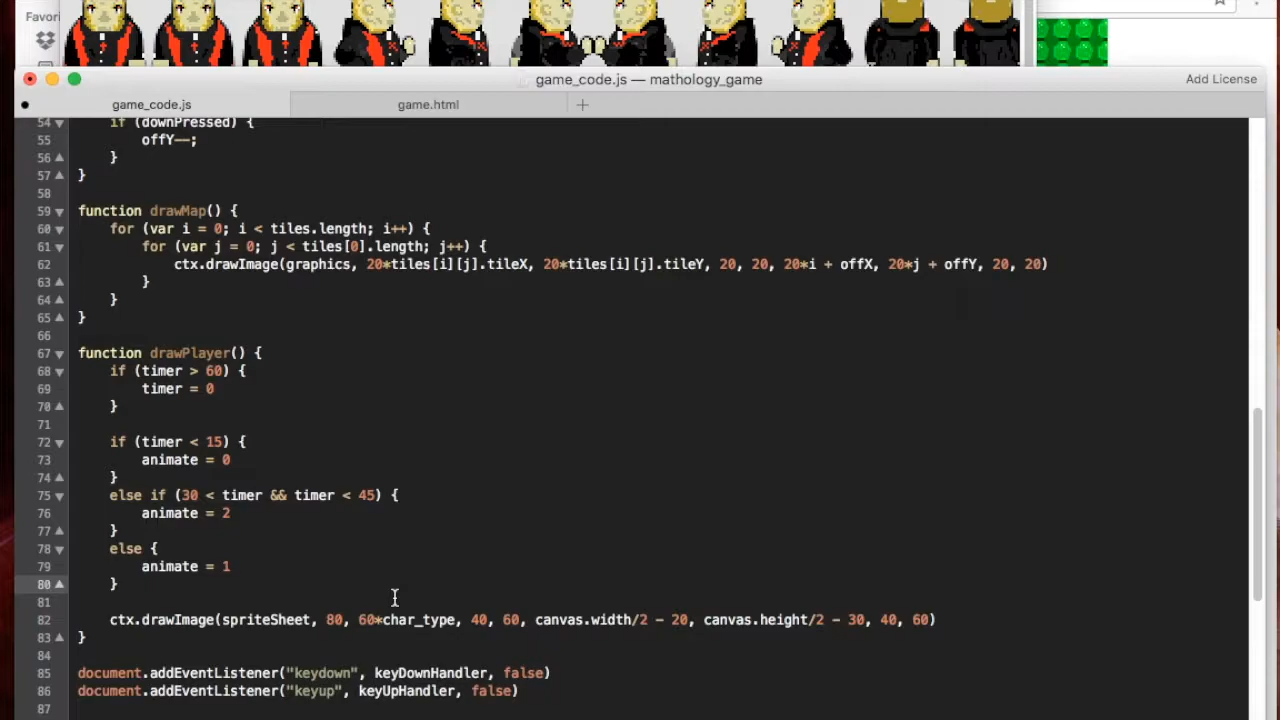 Favori
game_code.js — mathology_game
Add License
game_code.js
game.html
+
54 if (downPressed) {
55 offY--;
56 }
57 }
58
59 function drawMap() {
60 for (var i = 0; i < tiles.length; i++) {
61 for (var j = 0; j < tiles[0].length; j++) {
62 ctx.drawImage(graphics, 20*tiles[i][j].tileX, 20*tiles[i][j].tileY, 20, 20, 20*i + offX, 20*j + offY, 20, 20)
63 }
64 }
65 }
66
67 function drawPlayer() {
68 if (timer > 60) {
69 timer = 0
70 }
71
72 if (timer < 15) {
73 animate = 0
74 }
75 else if (30 < timer && timer < 45) {
76 animate = 2
77 }
78 else {
79 animate = 1
80 }
81
82 ctx.drawImage(spriteSheet, 80, 60*char_type, 40, 60, canvas.width/2 - 20, canvas.height/2 - 30, 40, 60)
83 }
84
85 document.addEventListener("keydown", keyDownHandler, false)
86 document.addEventListener("keyup", keyUpHandler, false)
87